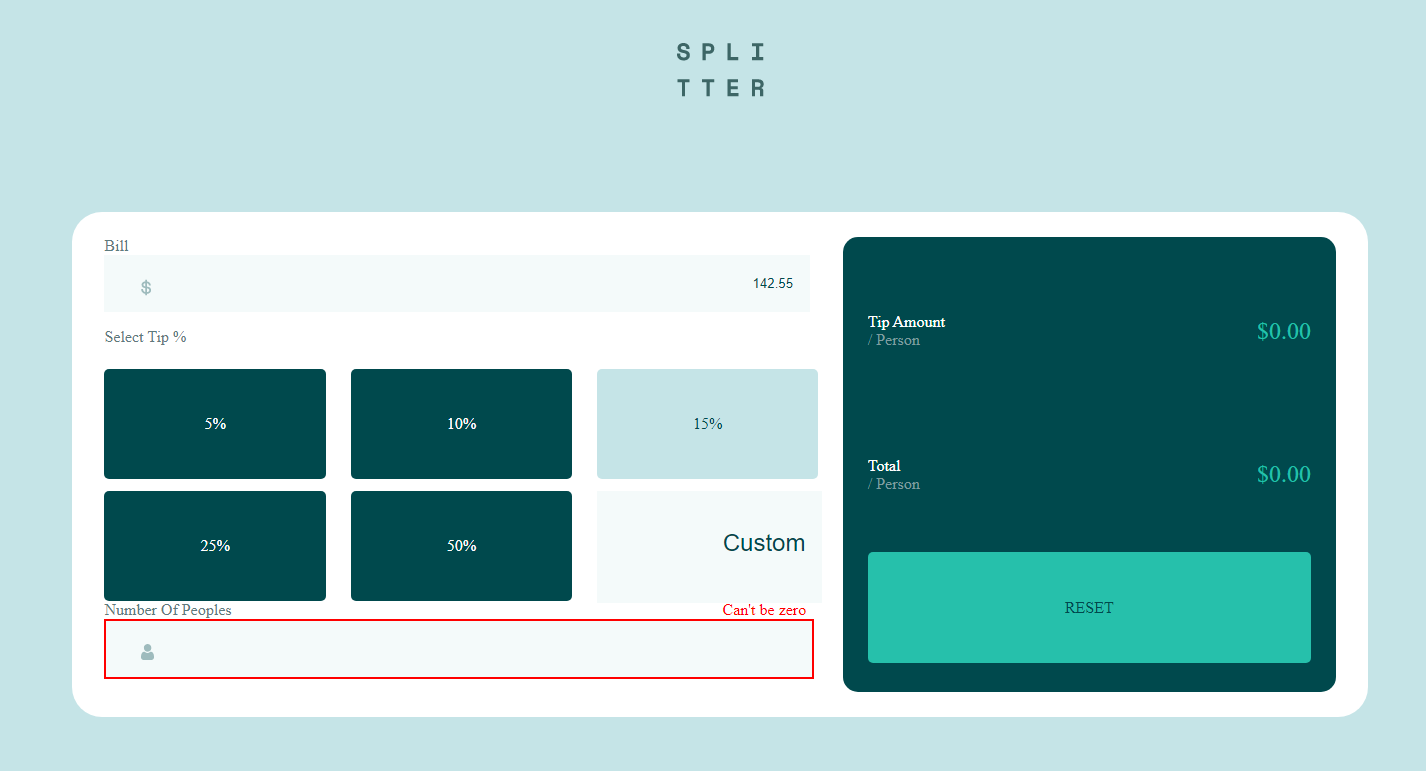 SPLI
TTER
Bill
$ 142.55
Select Tip %
5% 10% 15%
25% 50% Custom
Number Of Peoples Can't be zero
Tip Amount
/ Person
$0.00
Total
/ Person
$0.00
RESET